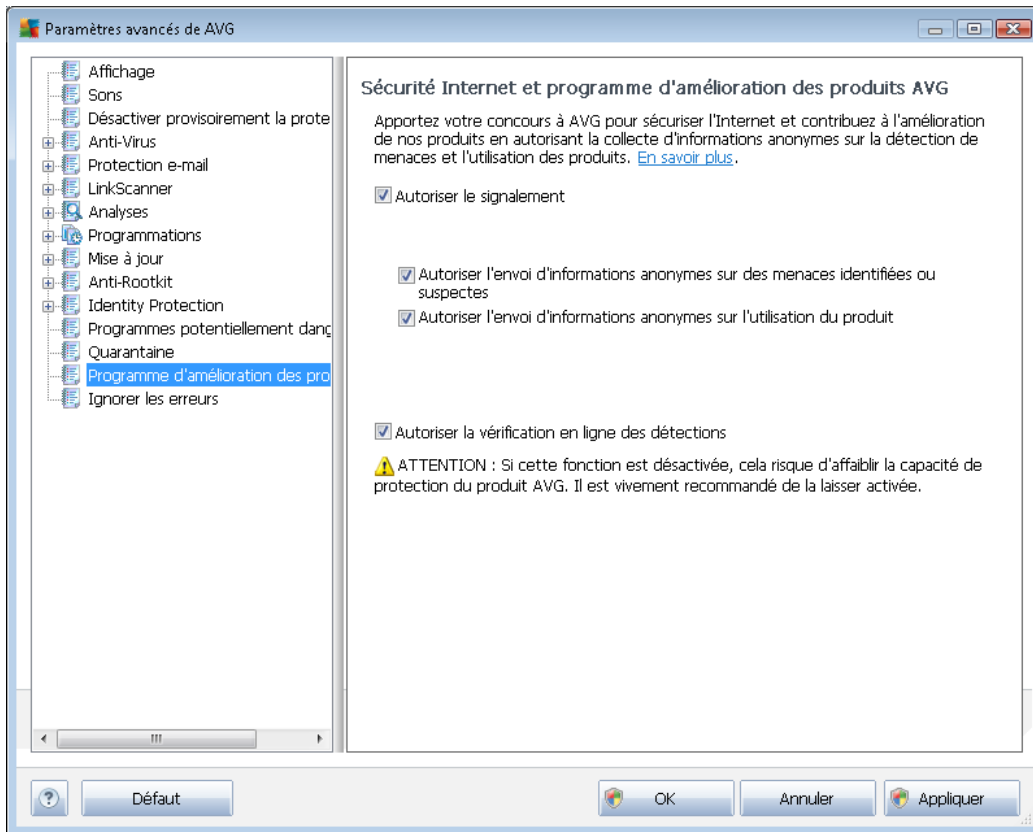 Paramètres avancés de AVG
Affichage
Sons
Désactiver provisoirement la prote
Anti-Virus
Protection e-mail
LinkScanner
Analyses
Programmations
Mise à jour
Anti-Rootkit
Identity Protection
Programmes potentiellement dang
Quarantaine
Programme d'amélioration des pro
Ignorer les erreurs
Sécurité Internet et programme d'amélioration des produits AVG
Apportez votre concours à AVG pour sécuriser l'Internet et contribuez à l'amélioration
de nos produits en autorisant la collecte d'informations anonymes sur la détection de
menaces et l'utilisation des produits. En savoir plus.
Autoriser le signalement
Autoriser l'envoi d'informations anonymes sur des menaces identifiées ou
suspectes
Autoriser l'envoi d'informations anonymes sur l'utilisation du produit
Autoriser la vérification en ligne des détections
ATTENTION : Si cette fonction est désactivée, cela risque d'affaiblir la capacité de
protection du produit AVG. Il est vivement recommandé de la laisser activée.
? Défaut OK Annuler Appliquer